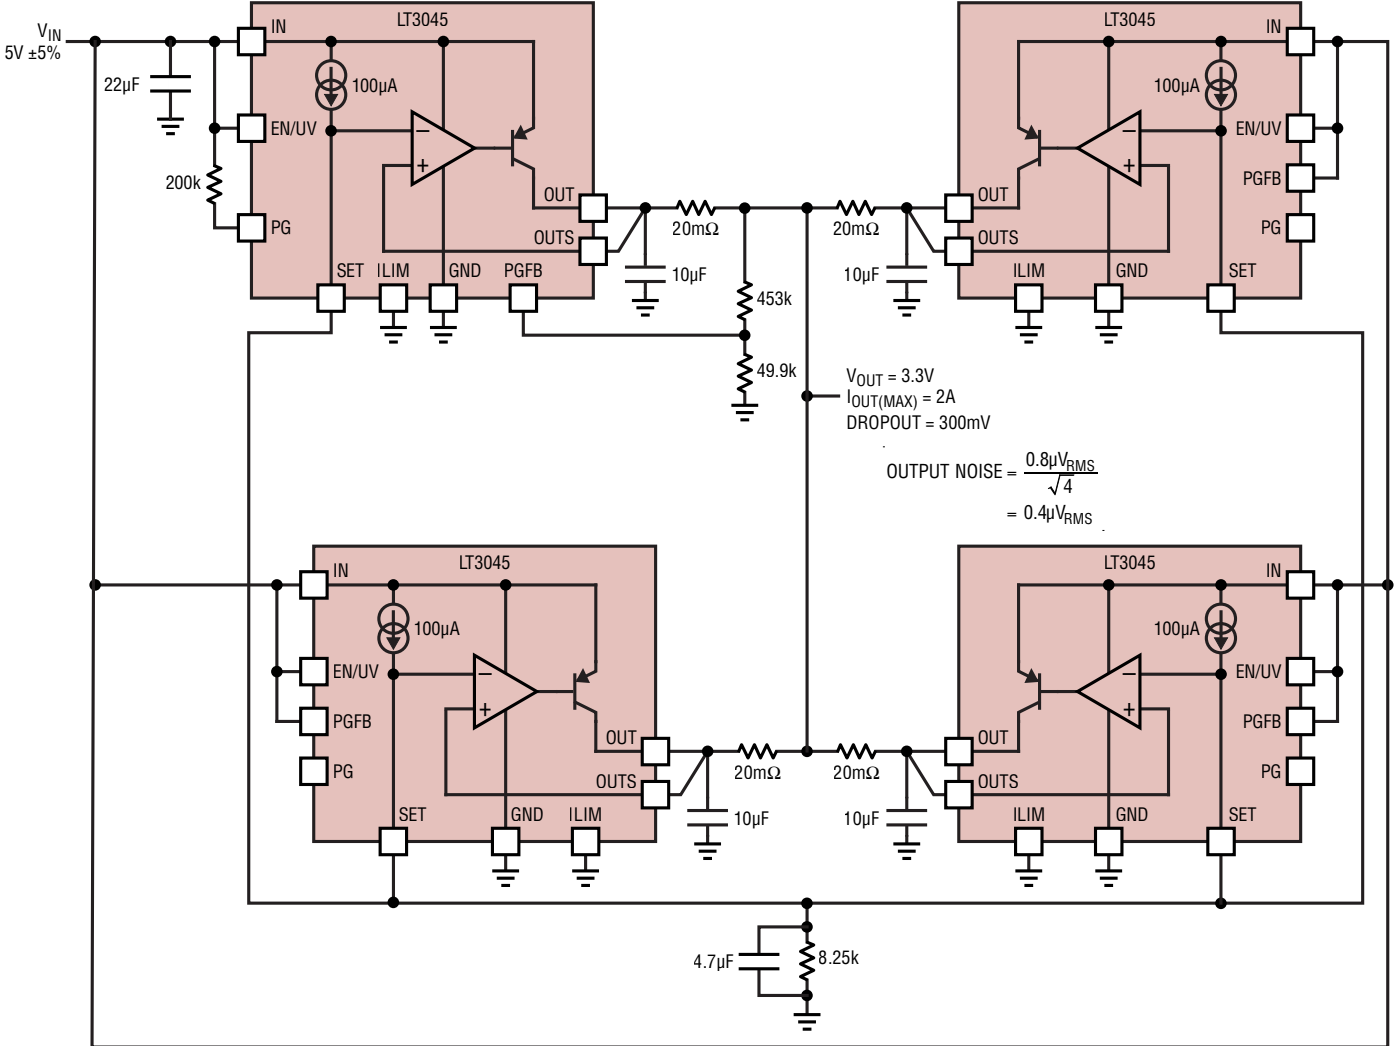 VIN
5V ±5%
22µF
200k
LT3045
IN
100µA
EN/UV
PG
OUT
OUTS
SET
ILIM
GND
PGFB
10µF
20mΩ
453k
49.9k
20mΩ
10µF
LT3045
IN
100µA
EN/UV
PGFB
PG
OUT
OUTS
ILIM
GND
SET
VOUT = 3.3V
IOUT(MAX) = 2A
DROPOUT = 300mV
OUTPUT NOISE = 0.8µVRMS
√4
= 0.4µVRMS
LT3045
IN
100µA
EN/UV
PGFB
PG
OUT
OUTS
SET
GND
ILIM
10µF
20mΩ
20mΩ
10µF
LT3045
IN
100µA
EN/UV
PGFB
PG
OUT
OUTS
ILIM
GND
SET
4.7µF
8.25k